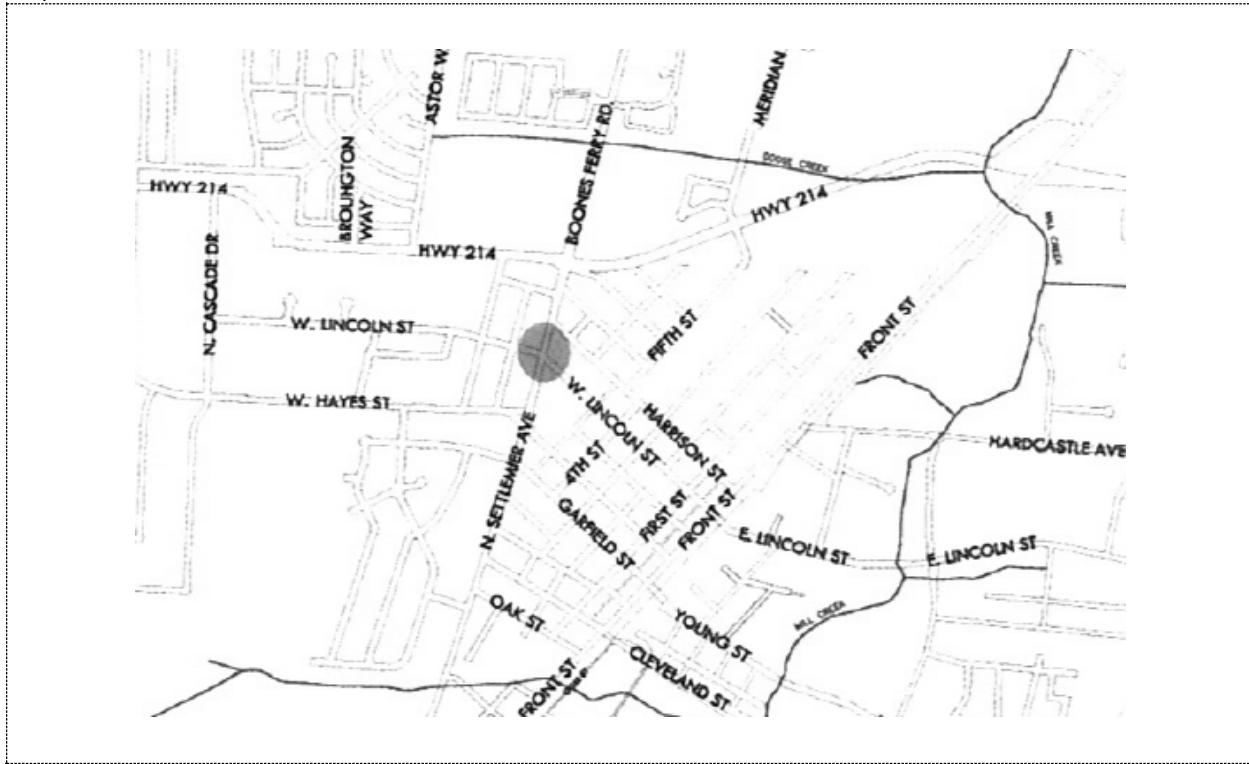 ASTOR W
MERIDIAN
BOONES FERRY RD.
DODGE CREEK
HWY 214
BROUHGTON
WAY
HWY 214
HWY 214
MILL CREEK
N. CASCADE DR
W. LINCOLN ST
FIFTH ST
FRONT ST
W. HAYES ST
W. LINCOLN ST
HARRISON ST
HARDCASTLE AVE
N. SETTLEMIER AVE
4TH ST
FIRST ST
FRONT ST
GARFIELD ST
E. LINCOLN ST
E. LINCOLN ST
OAK ST
MILL CREEK
YOUNG ST
CLEVELAND ST
FRONT ST